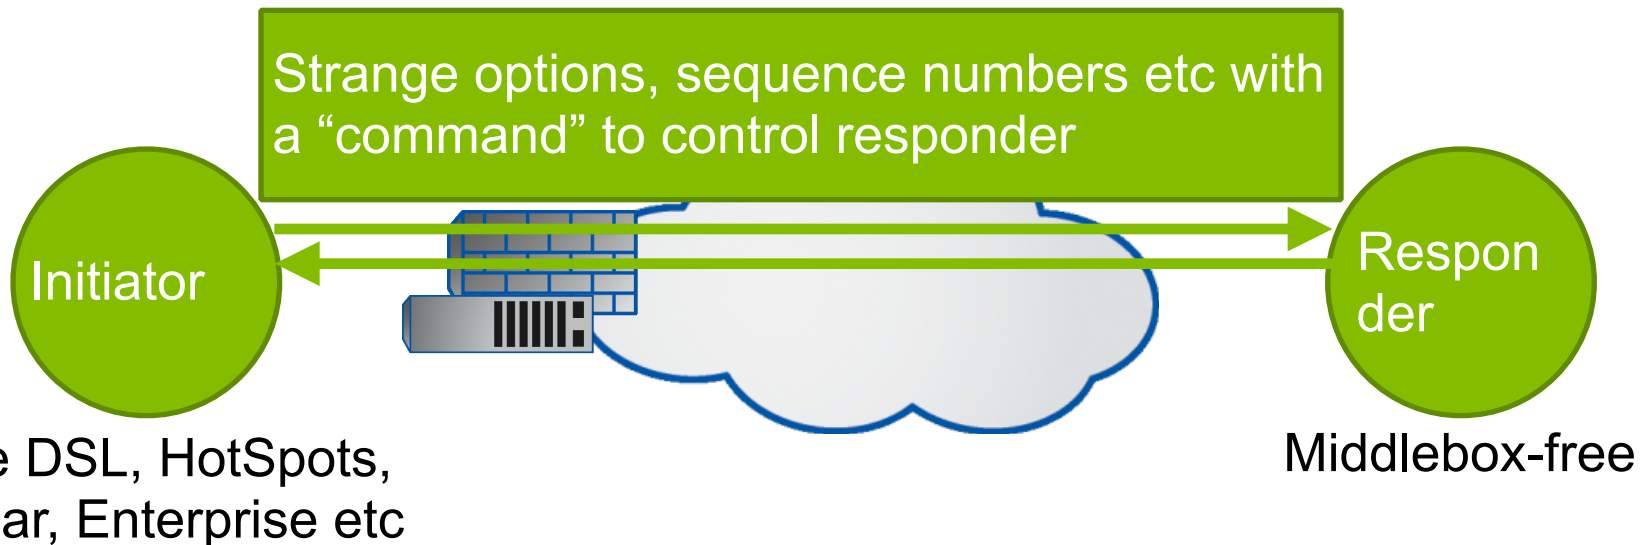 Strange options, sequence numbers etc with
a “command” to control responder
Initiator
Respon
der
DSL, HotSpots,
Enterprise etc
Middlebox-free